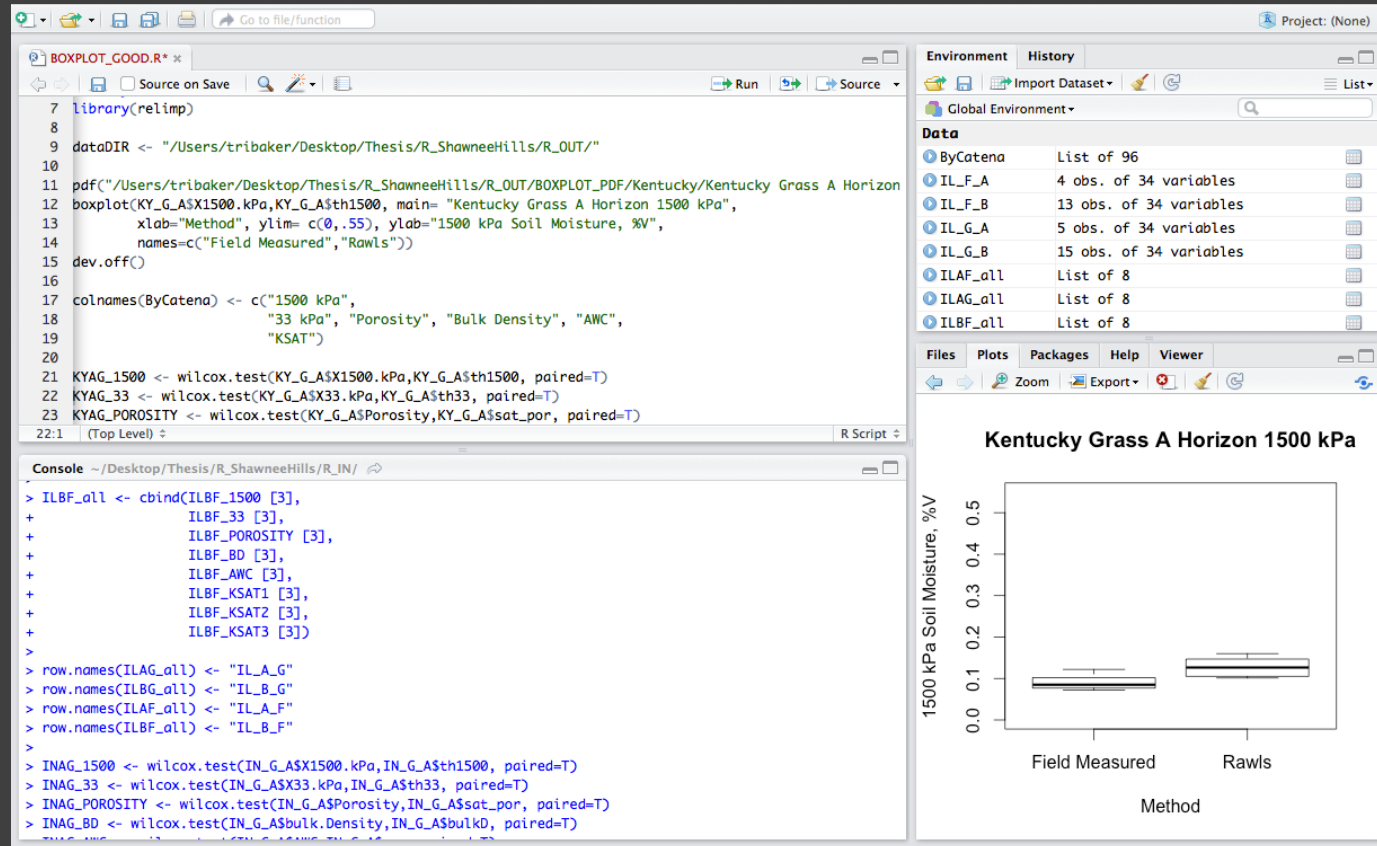 Go to file/function
Project: (None)
BOXPLOT_GOOD.R* ×
Source on Save
Run
Source
7 library(relimp)
8
9 dataDIR <- "/Users/tribaker/Desktop/Thesis/R_ShawneeHills/R_OUT/"
10
11 pdf("/Users/tribaker/Desktop/Thesis/R_ShawneeHills/R_OUT/BOXPLOT_PDF/Kentucky/Kentucky Grass A Horizon
12 boxplot(KY_G_A$X1500.kPa,KY_G_A$th1500, main= "Kentucky Grass A Horizon 1500 kPa",
13 xlab="Method", ylim= c(0,.55), ylab="1500 kPa Soil Moisture, %V",
14 names=c("Field Measured","Rawls"))
15 dev.off()
16
17 colnames(ByCatena) <- c("1500 kPa",
18 "33 kPa", "Porosity", "Bulk Density", "AWC",
19 "KSAT")
20
21 KYAG_1500 <- wilcox.test(KY_G_A$X1500.kPa,KY_G_A$th1500, paired=T)
22 KYAG_33 <- wilcox.test(KY_G_A$X33.kPa,KY_G_A$th33, paired=T)
23 KYAG_POROSITY <- wilcox.test(KY_G_A$Porosity,KY_G_A$sat_por, paired=T)
22:1 (Top Level)
R Script
Console ~/Desktop/Thesis/R_ShawneeHills/R_IN/
> ILBF_all <- cbind(ILBF_1500 [3],
+ ILBF_33 [3],
+ ILBF_POROSITY [3],
+ ILBF_BD [3],
+ ILBF_AWC [3],
+ ILBF_KSAT1 [3],
+ ILBF_KSAT2 [3],
+ ILBF_KSAT3 [3])
>
> row.names(ILAG_all) <- "IL_A_G"
> row.names(ILBG_all) <- "IL_B_G"
> row.names(ILAF_all) <- "IL_A_F"
> row.names(ILBF_all) <- "IL_B_F"
>
> INAG_1500 <- wilcox.test(IN_G_A$X1500.kPa,IN_G_A$th1500, paired=T)
> INAG_33 <- wilcox.test(IN_G_A$X33.kPa,IN_G_A$th33, paired=T)
> INAG_POROSITY <- wilcox.test(IN_G_A$Porosity,IN_G_A$sat_por, paired=T)
> INAG_BD <- wilcox.test(IN_G_A$bulk.Density,IN_G_A$bulkD, paired=T)
Environment History
Import Dataset
List
Global Environment
Data
ByCatena List of 96
IL_F_A 4 obs. of 34 variables
IL_F_B 13 obs. of 34 variables
IL_G_A 5 obs. of 34 variables
IL_G_B 15 obs. of 34 variables
ILAF_all List of 8
ILAG_all List of 8
ILBF_all List of 8
Files Plots Packages Help Viewer
Zoom Export
Kentucky Grass A Horizon 1500 kPa
1500 kPa Soil Moisture, %V
0.5
0.4
0.3
0.2
0.1
0.0
Field Measured Rawls
Method